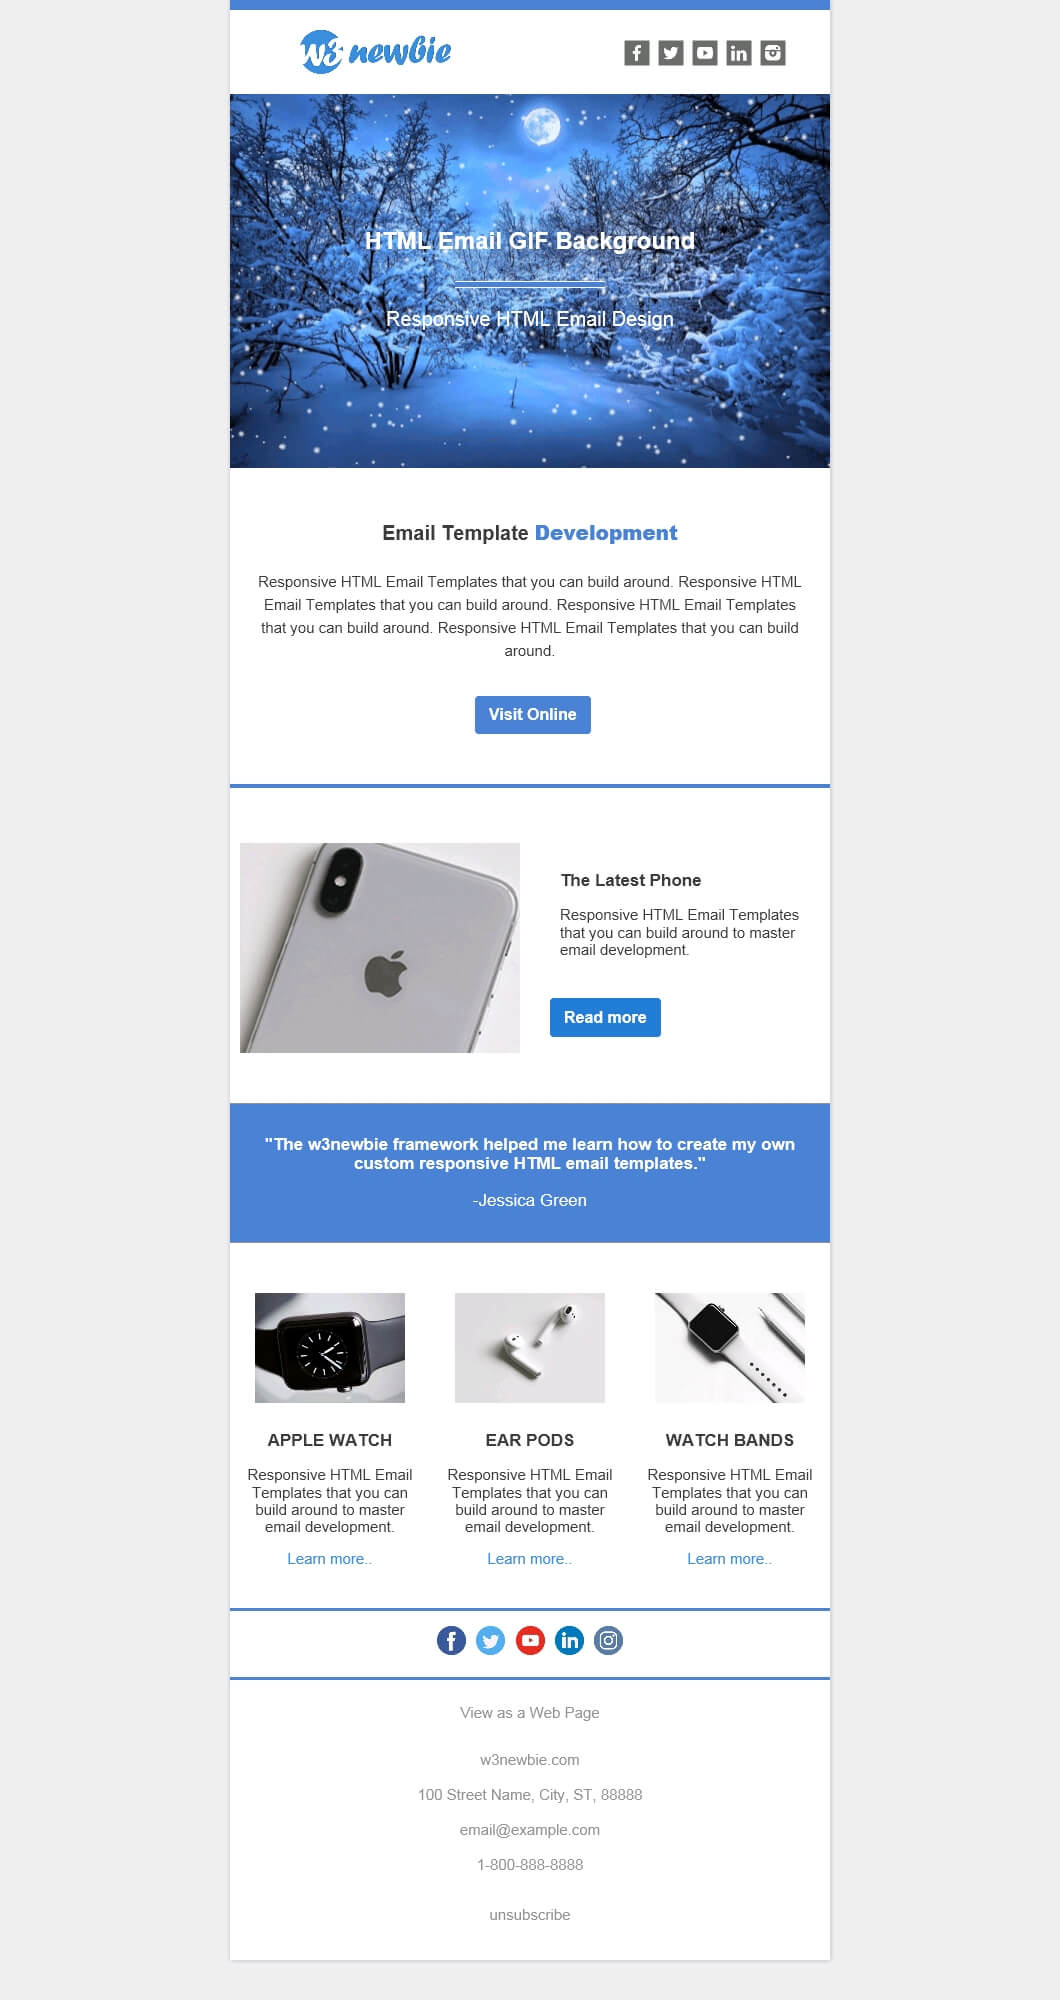 w3 newbie
HTML Email GIF Background
Responsive HTML Email Design
Email Template Development
Responsive HTML Email Templates that you can build around. Responsive HTML
Email Templates that you can build around. Responsive HTML Email Templates
that you can build around. Responsive HTML Email Templates that you can build
around.
Visit Online
The Latest Phone
Responsive HTML Email Templates
that you can build around to master
email development.
Read more
"The w3newbie framework helped me learn how to create my own
custom responsive HTML email templates."
-Jessica Green
APPLE WATCH
Responsive HTML Email
Templates that you can
build around to master
email development.
Learn more..
EAR PODS
Responsive HTML Email
Templates that you can
build around to master
email development.
Learn more..
WATCH BANDS
Responsive HTML Email
Templates that you can
build around to master
email development.
Learn more..
View as a Web Page
w3newbie.com
100 Street Name, City, ST, 88888
email@example.com
1-800-888-8888
unsubscribe